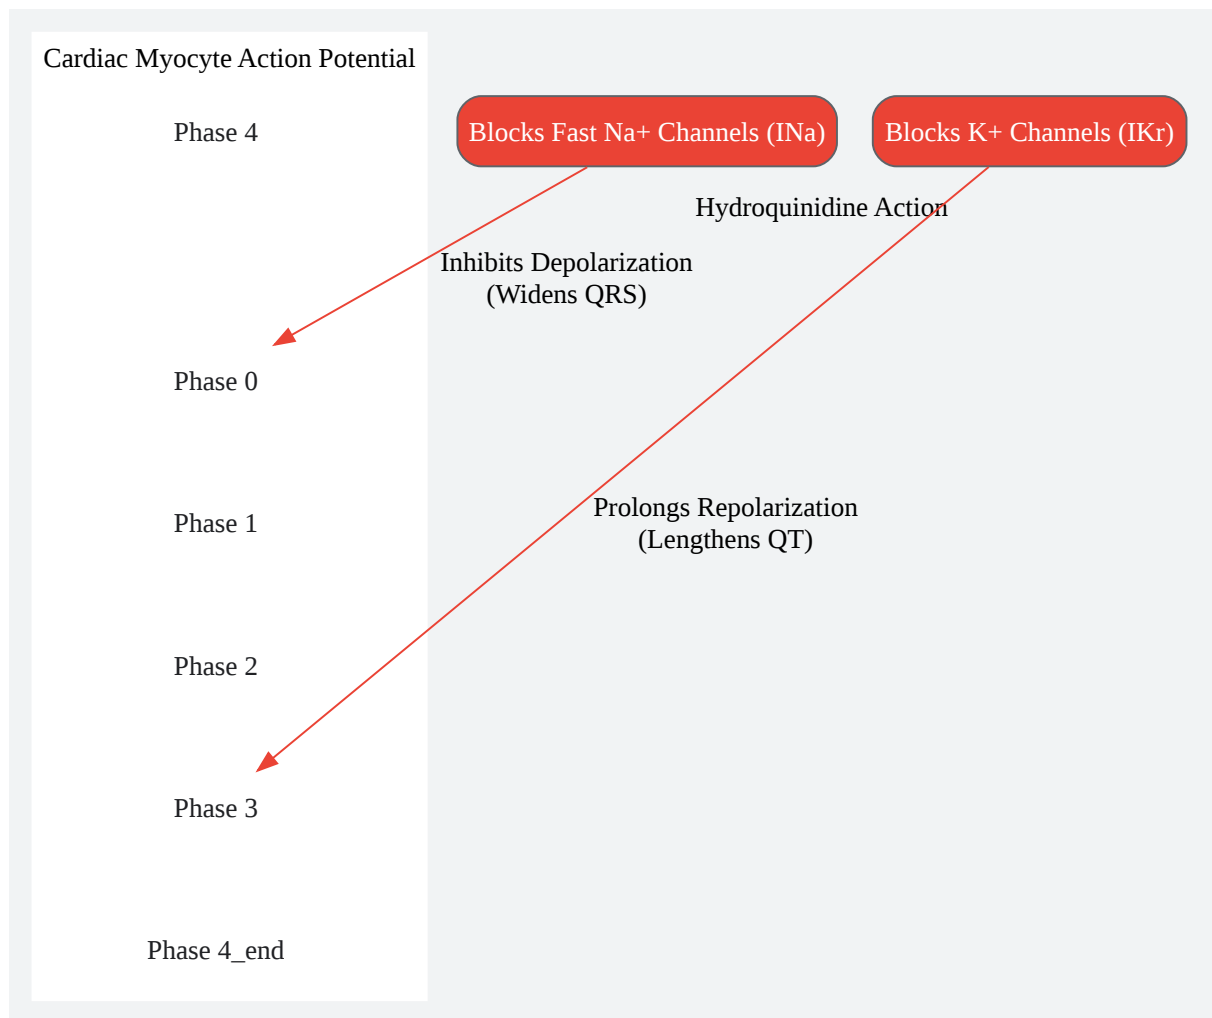 Cardiac Myocyte Action Potential
Phase 4
Blocks Fast Na+ Channels (INa)
Blocks K+ Channels (IKr)
Hydroquinidine Action
Inhibits Depolarization
(Widens QRS)
Phase 0
Prolongs Repolarization
(Lengthens QT)
Phase 1
Phase 2
Phase 3
Phase 4_end